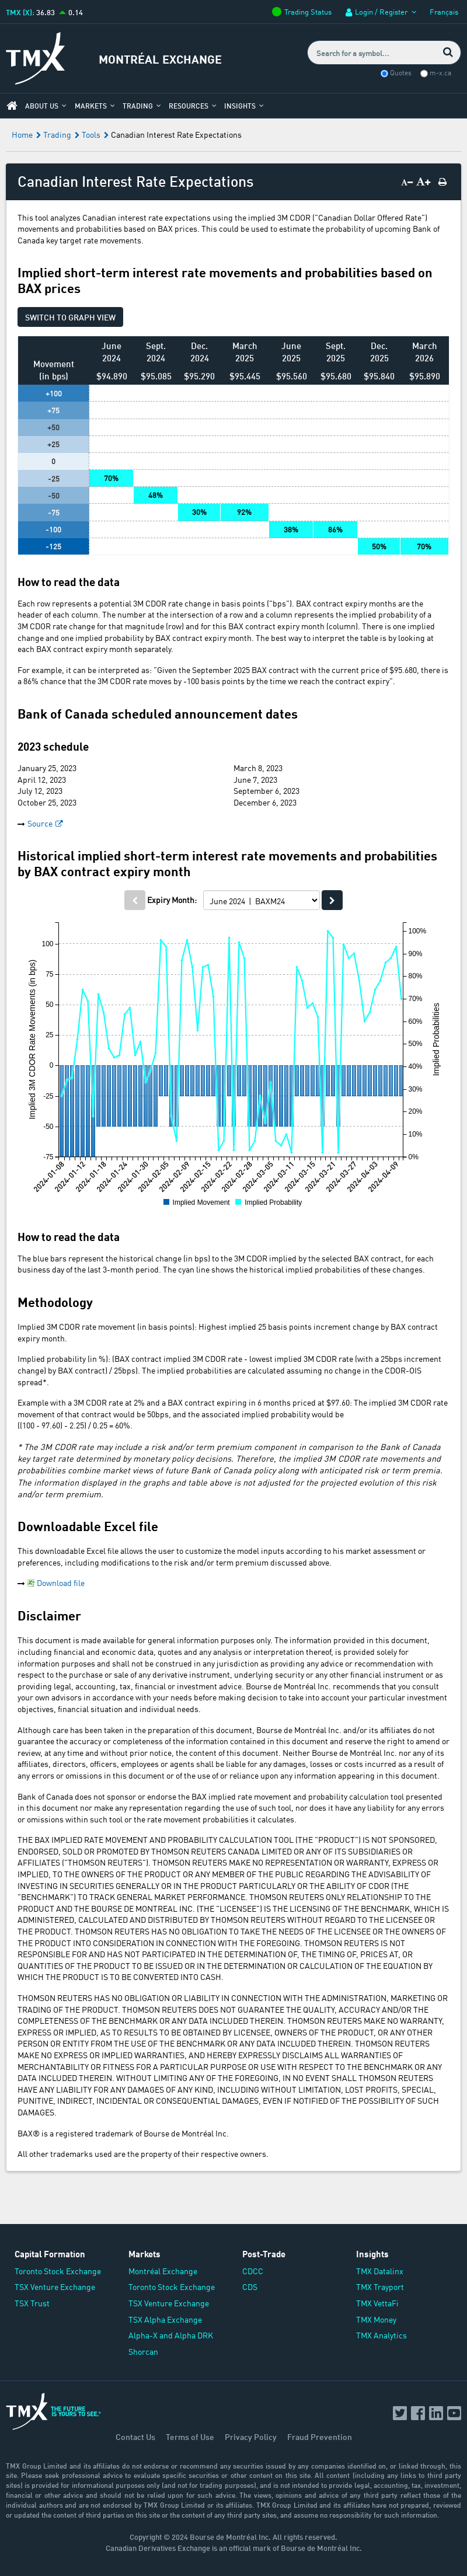 TMX (X): 36.83 0.14
Trading Status
Login / Register
Français
TMX
MONTRÉAL EXCHANGE
Search for a symbol...
Quotes m-x.ca
ABOUT US MARKETS TRADING RESOURCES INSIGHTS
Home Trading Tools Canadian Interest Rate Expectations
Canadian Interest Rate Expectations
A- A+
This tool analyzes Canadian interest rate expectations using the implied 3M CDOR ("Canadian Dollar Offered Rate")
movements and probabilities based on BAX prices. This could be used to estimate the probability of upcoming Bank of
Canada key target rate movements.
Implied short-term interest rate movements and probabilities based on
BAX prices
SWITCH TO GRAPH VIEW
Movement (in bps) June 2024 Sept. 2024 Dec. 2024 March 2025 June 2025 Sept. 2025 Dec. 2025 March 2026
$94.890 $95.085 $95.290 $95.445 $95.560 $95.680 $95.840 $95.890
+100
+75
+50
+25
0
-25 70%
-50 48%
-75 30% 92%
-100 38% 86%
-125 50% 70%
How to read the data
Each row represents a potential 3M CDOR rate change in basis points ("bps"). BAX contract expiry months are the
header of each column. The number at the intersection of a row and a column represents the implied probability of a
3M CDOR rate change for that magnitude (row) and for this BAX contract expiry month (column). There is one implied
change and one implied probability by BAX contract expiry month. The best way to interpret the table is by looking at
each BAX contract expiry month separately.
For example, it can be interpreted as: "Given the September 2025 BAX contract with the current price of $95.680, there is
a 86% chance that the 3M CDOR rate moves by -100 basis points by the time we reach the contract expiry".
Bank of Canada scheduled announcement dates
2023 schedule
January 25, 2023 March 8, 2023
April 12, 2023 June 7, 2023
July 12, 2023 September 6, 2023
October 25, 2023 December 6, 2023
Source
Historical implied short-term interest rate movements and probabilities
by BAX contract expiry month
Expiry Month: June 2024 | BAXM24
Implied 3M CDOR Rate Movements (in bps)
100
75
50
25
0
-25
-50
-75
100%
90%
80%
70%
60%
50%
40%
30%
20%
10%
0%
Implied Probabilities
2024-01-08 2024-01-12 2024-01-18 2024-01-24 2024-01-30 2024-02-05 2024-02-09 2024-02-15 2024-02-22 2024-02-28 2024-03-05 2024-03-11 2024-03-15 2024-03-21 2024-03-27 2024-04-03 2024-04-09
Implied Movement Implied Probability
How to read the data
The blue bars represent the historical change (in bps) to the 3M CDOR implied by the selected BAX contract, for each
business day of the last 3-month period. The cyan line shows the historical implied probabilities of these changes.
Methodology
Implied 3M CDOR rate movement (in basis points): Highest implied 25 basis points increment change by BAX contract
expiry month.
Implied probability (in %): (BAX contract implied 3M CDOR rate - lowest implied 3M CDOR rate (with a 25bps increment
change) by BAX contract) / 25bps). The implied probabilities are calculated assuming no change in the CDOR-OIS
spread*.
Example with a 3M CDOR rate at 2% and a BAX contract expiring in 6 months priced at $97.60: The implied 3M CDOR rate
movement of that contract would be 50bps, and the associated implied probability would be
((100 - 97.60) - 2.25) / 0.25 = 60%.
* The 3M CDOR rate may include a risk and/or term premium component in comparison to the Bank of Canada
key target rate determined by monetary policy decisions. Therefore, the implied 3M CDOR rate movements and
probabilities combine market views of future Bank of Canada policy along with anticipated risk or term premia.
The information displayed in the graphs and table above is not adjusted for the projected evolution of this risk
and/or term premium.
Downloadable Excel file
This downloadable Excel file allows the user to customize the model inputs according to his market assessment or
preferences, including modifications to the risk and/or term premium discussed above.
Download file
Disclaimer
This document is made available for general information purposes only. The information provided in this document,
including financial and economic data, quotes and any analysis or interpretation thereof, is provided solely for
information purposes and shall not be construed in any jurisdiction as providing any advice or recommendation with
respect to the purchase or sale of any derivative instrument, underlying security or any other financial instrument or as
providing legal, accounting, tax, financial or investment advice. Bourse de Montréal Inc. recommends that you consult
your own advisors in accordance with your needs before making decision to take into account your particular investment
objectives, financial situation and individual needs.
Although care has been taken in the preparation of this document, Bourse de Montréal Inc. and/or its affiliates do not
guarantee the accuracy or completeness of the information contained in this document and reserve the right to amend or
review, at any time and without prior notice, the content of this document. Neither Bourse de Montréal Inc. nor any of its
affiliates, directors, officers, employees or agents shall be liable for any damages, losses or costs incurred as a result of
any errors or omissions in this document or of the use of or reliance upon any information appearing in this document.
Bank of Canada does not sponsor or endorse the BAX implied rate movement and probability calculation tool presented
in this document nor make any representation regarding the use of such tool, nor does it have any liability for any errors
or omissions within such tool or the rate movement probabilities it calculates.
THE BAX IMPLIED RATE MOVEMENT AND PROBABILITY CALCULATION TOOL (THE "PRODUCT") IS NOT SPONSORED,
ENDORSED, SOLD OR PROMOTED BY THOMSON REUTERS CANADA LIMITED OR ANY OF ITS SUBSIDIARIES OR
AFFILIATES ("THOMSON REUTERS"). THOMSON REUTERS MAKE NO REPRESENTATION OR WARRANTY, EXPRESS OR
IMPLIED, TO THE OWNERS OF THE PRODUCT OR ANY MEMBER OF THE PUBLIC REGARDING THE ADVISABILITY OF
INVESTING IN SECURITIES GENERALLY OR IN THE PRODUCT PARTICULARLY OR THE ABILITY OF CDOR (THE
"BENCHMARK") TO TRACK GENERAL MARKET PERFORMANCE. THOMSON REUTERS ONLY RELATIONSHIP TO THE
PRODUCT AND THE BOURSE DE MONTREAL INC. (THE "LICENSEE") IS THE LICENSING OF THE BENCHMARK, WHICH IS
ADMINISTERED, CALCULATED AND DISTRIBUTED BY THOMSON REUTERS WITHOUT REGARD TO THE LICENSEE OR
THE PRODUCT. THOMSON REUTERS HAS NO OBLIGATION TO TAKE THE NEEDS OF THE LICENSEE OR THE OWNERS OF
THE PRODUCT INTO CONSIDERATION IN CONNECTION WITH THE FOREGOING. THOMSON REUTERS IS NOT
RESPONSIBLE FOR AND HAS NOT PARTICIPATED IN THE DETERMINATION OF, THE TIMING OF, PRICES AT, OR
QUANTITIES OF THE PRODUCT TO BE ISSUED OR IN THE DETERMINATION OR CALCULATION OF THE EQUATION BY
WHICH THE PRODUCT IS TO BE CONVERTED INTO CASH.
THOMSON REUTERS HAS NO OBLIGATION OR LIABILITY IN CONNECTION WITH THE ADMINISTRATION, MARKETING OR
TRADING OF THE PRODUCT. THOMSON REUTERS DOES NOT GUARANTEE THE QUALITY, ACCURACY AND/OR THE
COMPLETENESS OF THE BENCHMARK OR ANY DATA INCLUDED THEREIN. THOMSON REUTERS MAKE NO WARRANTY,
EXPRESS OR IMPLIED, AS TO RESULTS TO BE OBTAINED BY LICENSEE, OWNERS OF THE PRODUCT, OR ANY OTHER
PERSON OR ENTITY FROM THE USE OF THE BENCHMARK OR ANY DATA INCLUDED THEREIN. THOMSON REUTERS
MAKE NO EXPRESS OR IMPLIED WARRANTIES, AND HEREBY EXPRESSLY DISCLAIMS ALL WARRANTIES OF
MERCHANTABILITY OR FITNESS FOR A PARTICULAR PURPOSE OR USE WITH RESPECT TO THE BENCHMARK OR ANY
DATA INCLUDED THEREIN. WITHOUT LIMITING ANY OF THE FOREGOING, IN NO EVENT SHALL THOMSON REUTERS
HAVE ANY LIABILITY FOR ANY DAMAGES OF ANY KIND, INCLUDING WITHOUT LIMITATION, LOST PROFITS, SPECIAL,
PUNITIVE, INDIRECT, INCIDENTAL OR CONSEQUENTIAL DAMAGES, EVEN IF NOTIFIED OF THE POSSIBILITY OF SUCH
DAMAGES.
BAX® is a registered trademark of Bourse de Montréal Inc.
All other trademarks used are the property of their respective owners.
Capital Formation Markets Post-Trade Insights
Toronto Stock Exchange Montréal Exchange CDCC TMX Datalinx
TSX Venture Exchange Toronto Stock Exchange CDS TMX Trayport
TSX Trust TSX Venture Exchange TMX VettaFi
TSX Alpha Exchange TMX Money
Alpha-X and Alpha DRK TMX Analytics
Shorcan
TMX THE FUTURE
IS YOURS TO SEE.®
Contact Us Terms of Use Privacy Policy Fraud Prevention
TMX Group Limited and its affiliates do not endorse or recommend any securities issued by any companies identified on, or linked through, this
site. Please seek professional advice to evaluate specific securities or other content on this site. All content (including any links to third party
sites) is provided for informational purposes only (and not for trading purposes), and is not intended to provide legal, accounting, tax, investment,
financial or other advice and should not be relied upon for such advice. The views, opinions and advice of any third party reflect those of the
individual authors and are not endorsed by TMX Group Limited or its affiliates. TMX Group Limited and its affiliates have not prepared, reviewed
or updated the content of third parties on this site or the content of any third party sites, and assume no responsibility for such information.
Copyright © 2024 Bourse de Montréal Inc. All rights reserved.
Canadian Derivatives Exchange is an official mark of Bourse de Montréal Inc.